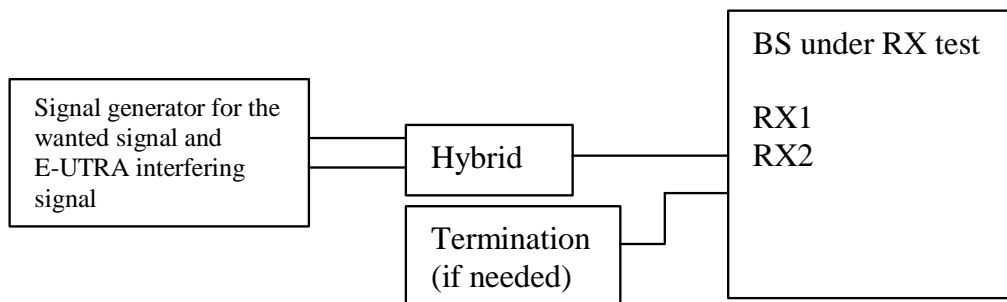 Signal generator for the
wanted signal and
E-UTRA interfering
signal
Hybrid
Termination
(if needed)
BS under RX test
RX1
RX2